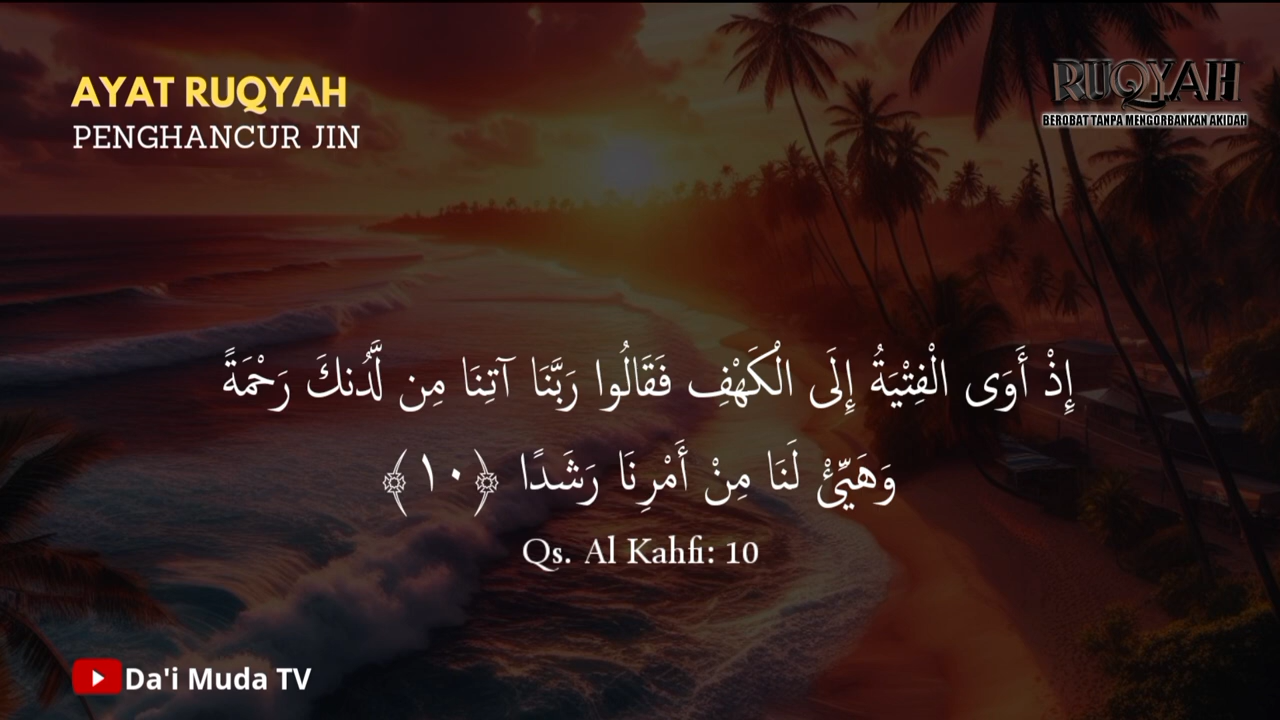 AYAT RUQYAH
PENGHANCUR JIN
RUQYAH
BEROBAT TANPA MENGORBANKAN AKIDAH
إِذْ أَوَى الْفِتْيَةُ إِلَى الْكَهْفِ فَقَالُوا رَبَّنَا آتِنَا مِن لَّدُنكَ رَحْمَةً
وَهَيِّئْ لَنَا مِنْ أَمْرِنَا رَشَدًا ﴿١٠﴾
Qs. Al Kahfi: 10
Da'i Muda TV